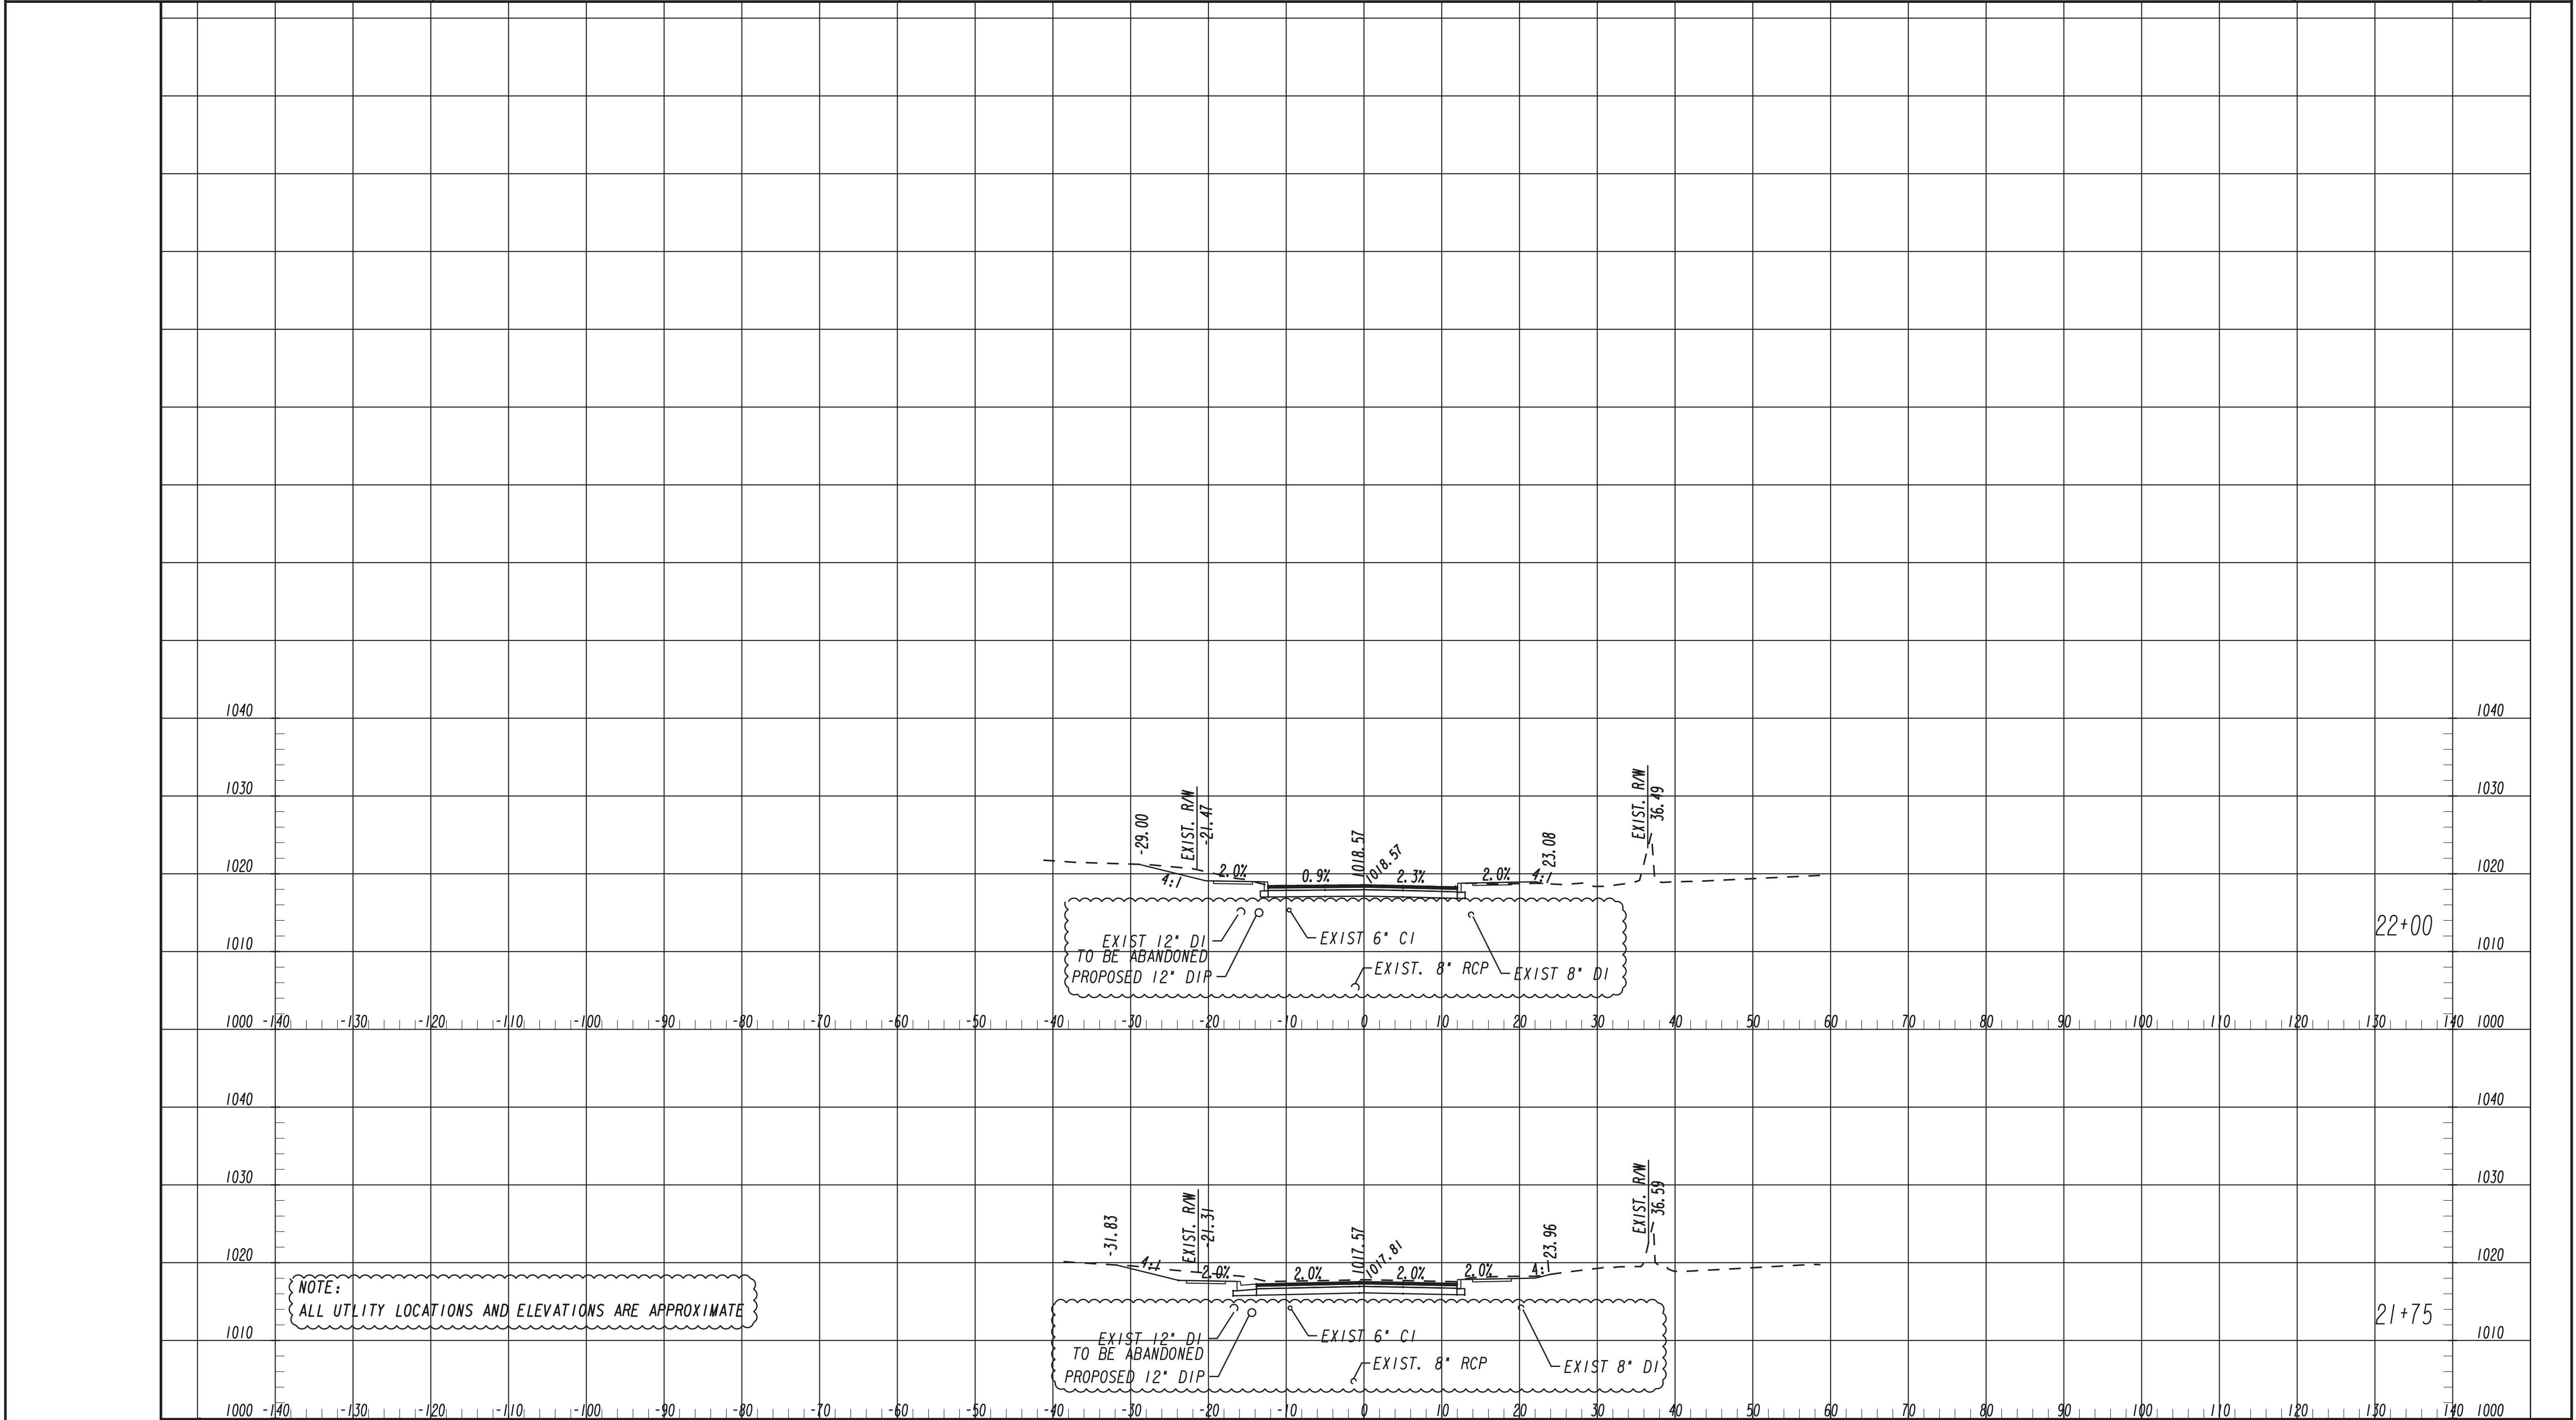 1040 1040
1030 1030
EXIST. R/W
36.49
EXIST. R/W
-21.47
-29.00
1018.57
1018.57
23.08
1020 1020
4:1 2.0% 0.9% 2.3% 2.0% 4:1
22+00
EXIST 12" DI
TO BE ABANDONED
PROPOSED 12" DIP
EXIST 6" CI
EXIST. 8" RCP
EXIST 8" DI
1010 1010
1000 -140 -130 -120 -110 -100 -90 -80 -70 -60 -50 -40 -30 -20 -10 0 10 20 30 40 50 60 70 80 90 100 110 120 130 140 1000
1040 1040
1030 1030
EXIST. R/W
36.59
EXIST. R/W
-21.31
-31.83
1017.57
1017.81
23.96
1020 1020
4:1 2.0% 2.0% 2.0% 2.0% 4:1
NOTE:
ALL UTLITY LOCATIONS AND ELEVATIONS ARE APPROXIMATE
21+75
EXIST 12" DI
TO BE ABANDONED
PROPOSED 12" DIP
EXIST 6" CI
EXIST. 8" RCP
EXIST 8" DI
1010 1010
1000 -140 -130 -120 -110 -100 -90 -80 -70 -60 -50 -40 -30 -20 -10 0 10 20 30 40 50 60 70 80 90 100 110 120 130 140 1000